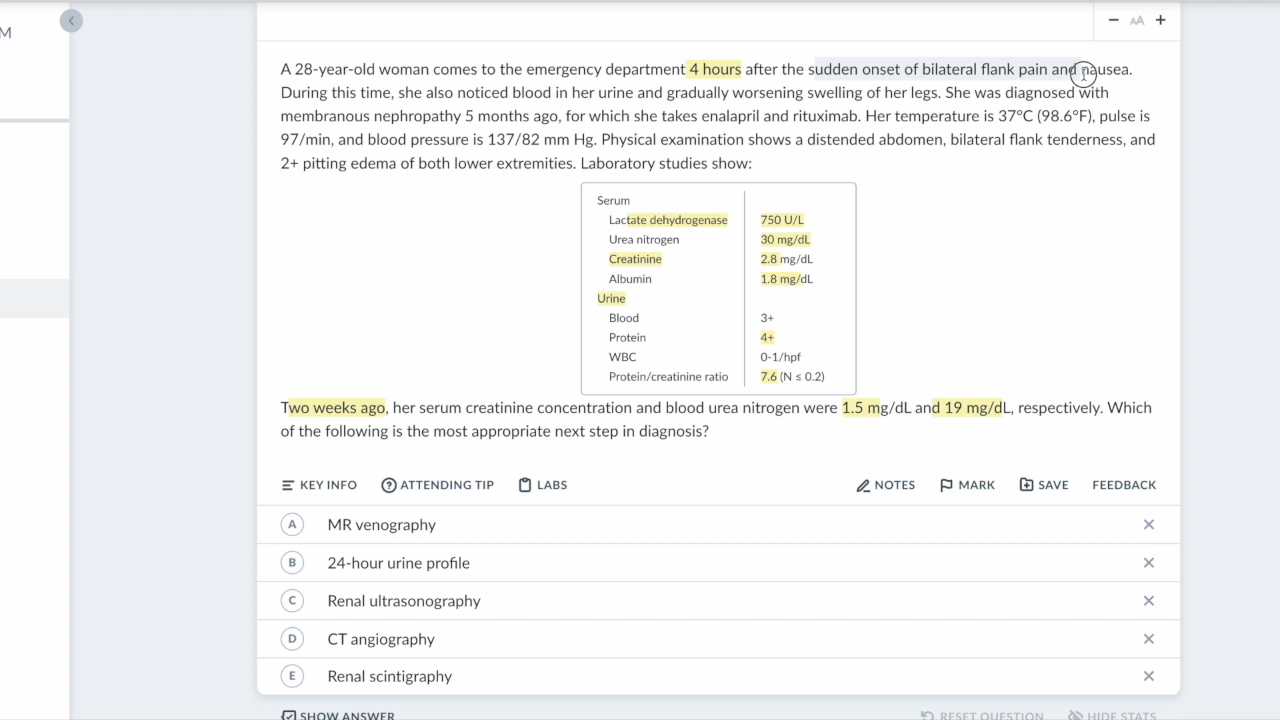 M
− AA +
A 28-year-old woman comes to the emergency department 4 hours after the sudden onset of bilateral flank pain and nausea.
During this time, she also noticed blood in her urine and gradually worsening swelling of her legs. She was diagnosed with
membranous nephropathy 5 months ago, for which she takes enalapril and rituximab. Her temperature is 37°C (98.6°F), pulse is
97/min, and blood pressure is 137/82 mm Hg. Physical examination shows a distended abdomen, bilateral flank tenderness, and
2+ pitting edema of both lower extremities. Laboratory studies show:
Serum
Lactate dehydrogenase 750 U/L
Urea nitrogen 30 mg/dL
Creatinine 2.8 mg/dL
Albumin 1.8 mg/dL
Urine
Blood 3+
Protein 4+
WBC 0-1/hpf
Protein/creatinine ratio 7.6 (N ≤ 0.2)
Two weeks ago, her serum creatinine concentration and blood urea nitrogen were 1.5 mg/dL and 19 mg/dL, respectively. Which
of the following is the most appropriate next step in diagnosis?
KEY INFO ATTENDING TIP LABS NOTES MARK SAVE FEEDBACK
A MR venography
B 24-hour urine profile
C Renal ultrasonography
D CT angiography
E Renal scintigraphy
SHOW ANSWER RESET QUESTION HIDE STATS